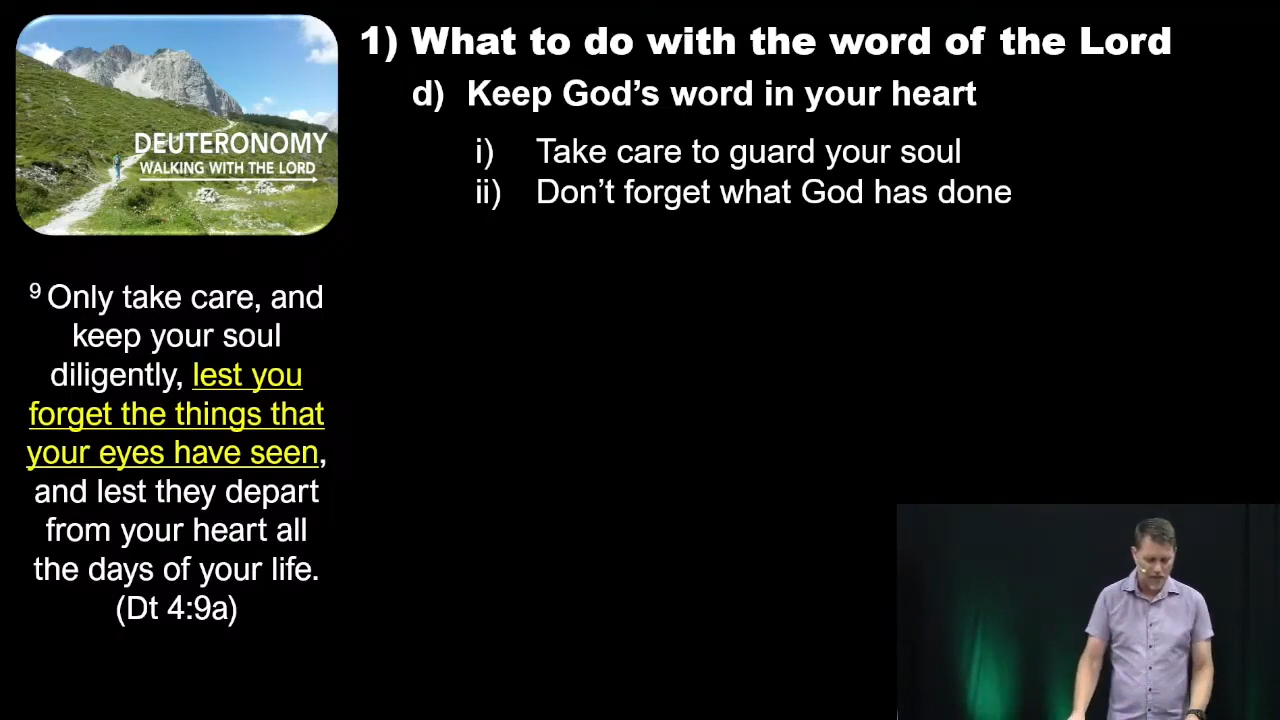 DEUTERONOMY
WALKING WITH THE LORD
1) What to do with the word of the Lord
d) Keep God's word in your heart
i) Take care to guard your soul
ii) Don't forget what God has done
9 Only take care, and
keep your soul
diligently, lest you
forget the things that
your eyes have seen,
and lest they depart
from your heart all
the days of your life.
(Dt 4:9a)